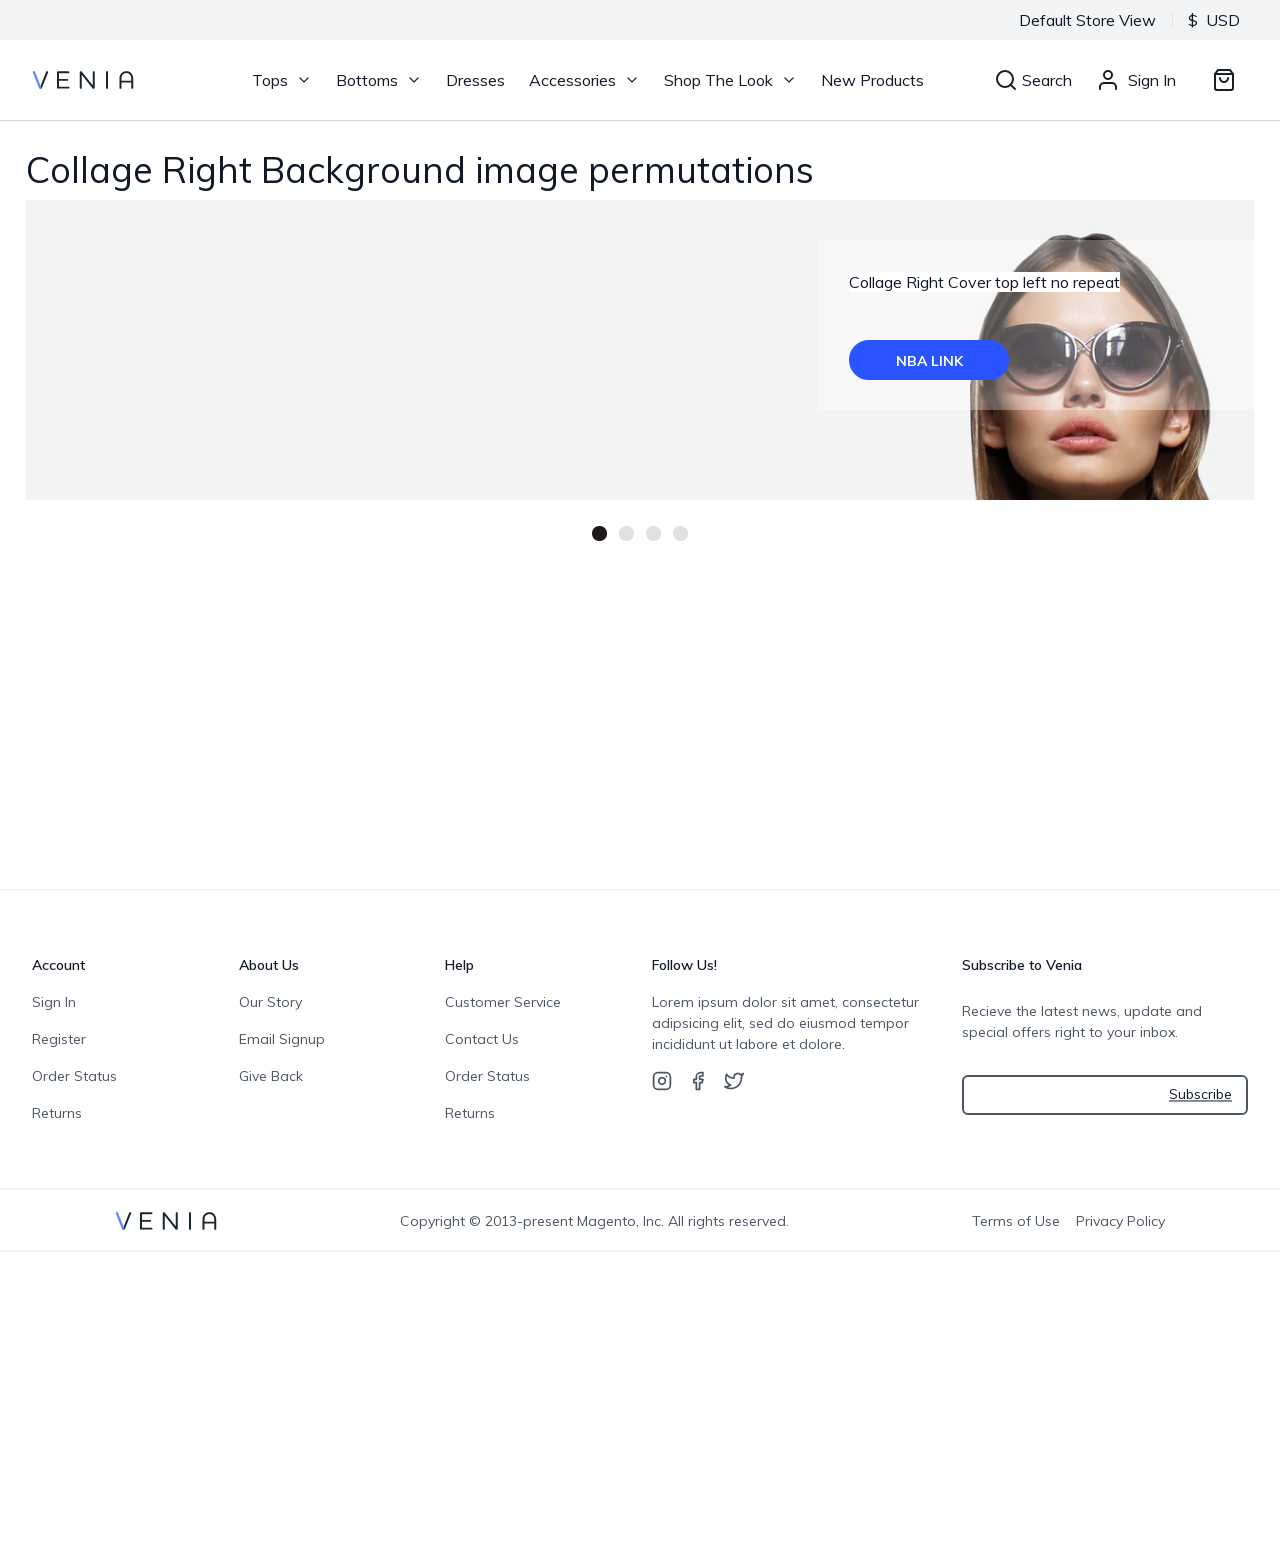 Default Store View $ USD
VENIA Tops Bottoms Dresses Accessories Shop The Look New Products Search Sign In
Collage Right Background image permutations
Collage Right Cover top left no repeat
NBA LINK
Account
Sign In
Register
Order Status
Returns
About Us
Our Story
Email Signup
Give Back
Help
Customer Service
Contact Us
Order Status
Returns
Follow Us!
Lorem ipsum dolor sit amet, consectetur
adipsicing elit, sed do eiusmod tempor
incididunt ut labore et dolore.
Subscribe to Venia
Recieve the latest news, update and
special offers right to your inbox.
Subscribe
VENIA Copyright © 2013-present Magento, Inc. All rights reserved. Terms of Use Privacy Policy